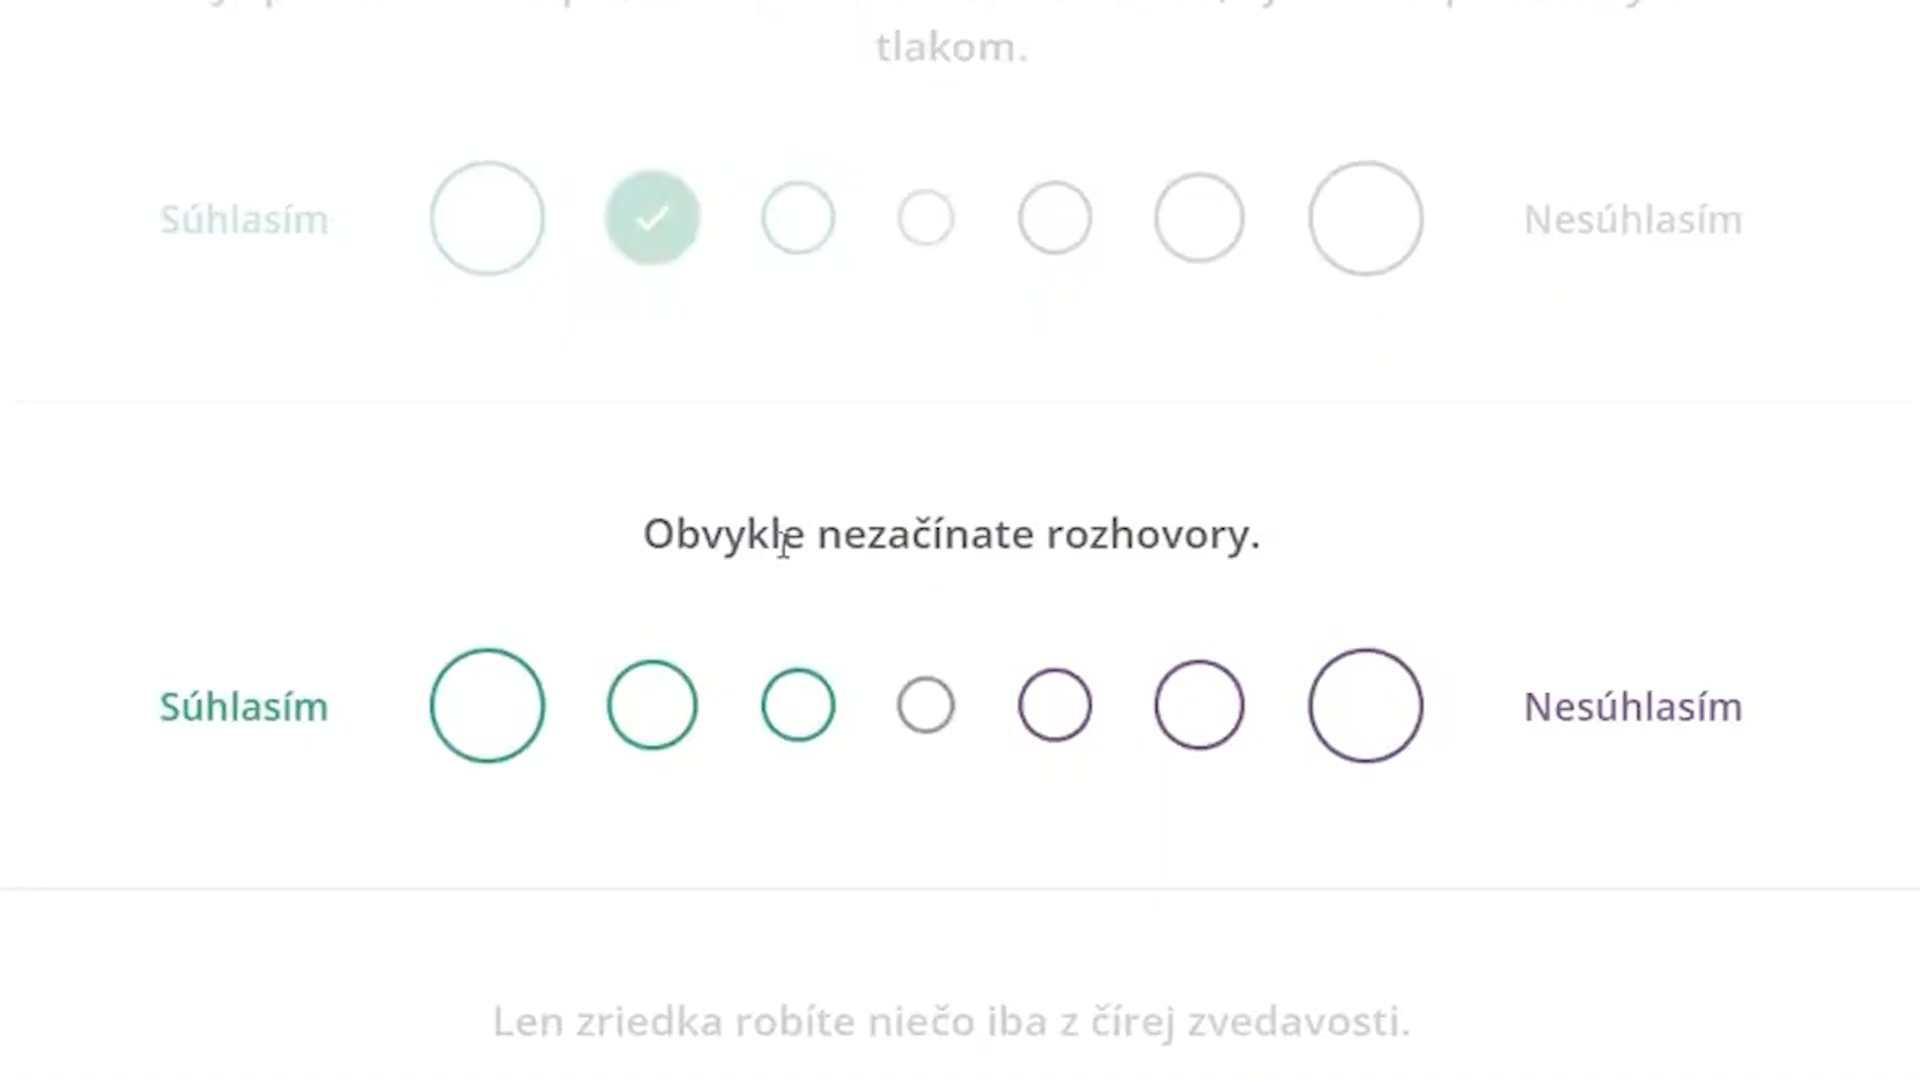 tlakom.
Súhlasím Nesúhlasím
Obvykle nezačínate rozhovory.
Súhlasím Nesúhlasím
Len zriedka robíte niečo iba z čírej zvedavosti.